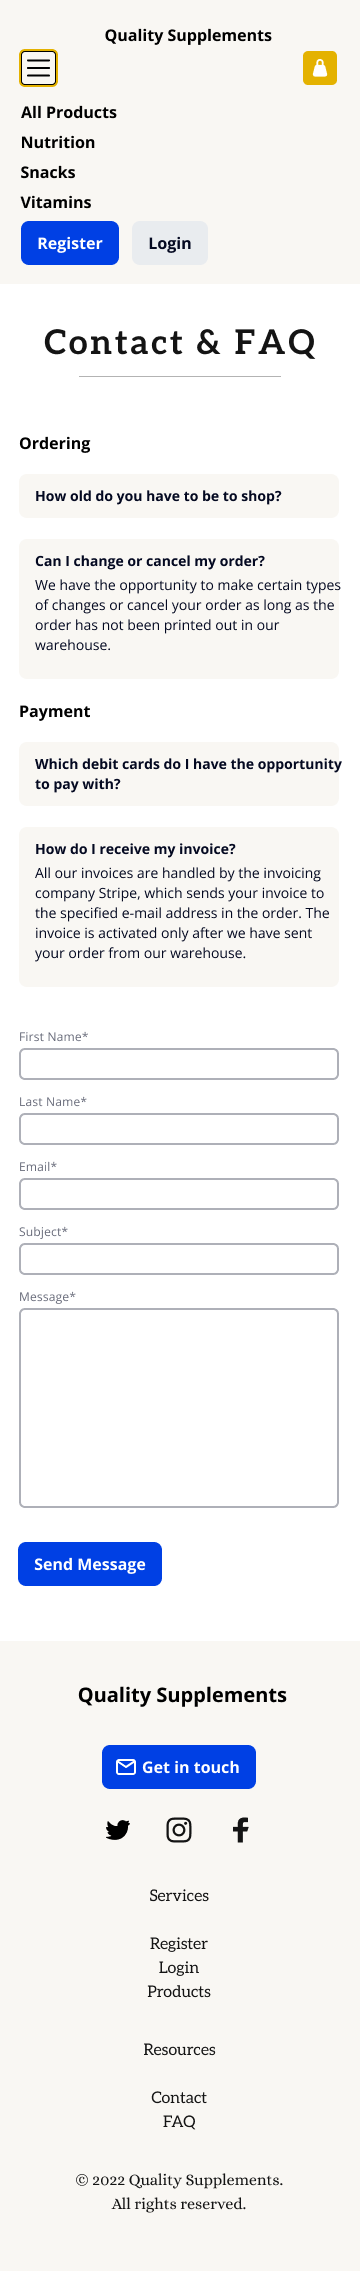 Quality Supplements
All Products
Nutrition
Snacks
Vitamins
Register Login
Contact & FAQ
Ordering
How old do you have to be to shop?
Can I change or cancel my order?
We have the opportunity to make certain types
of changes or cancel your order as long as the
order has not been printed out in our
warehouse.
Payment
Which debit cards do I have the opportunity
to pay with?
How do I receive my invoice?
All our invoices are handled by the invoicing
company Stripe, which sends your invoice to
the specified e-mail address in the order. The
invoice is activated only after we have sent
your order from our warehouse.
First Name*
Last Name*
Email*
Subject*
Message*
Send Message
Quality Supplements
Get in touch
Services
Register
Login
Products
Resources
Contact
FAQ
© 2022 Quality Supplements.
All rights reserved.